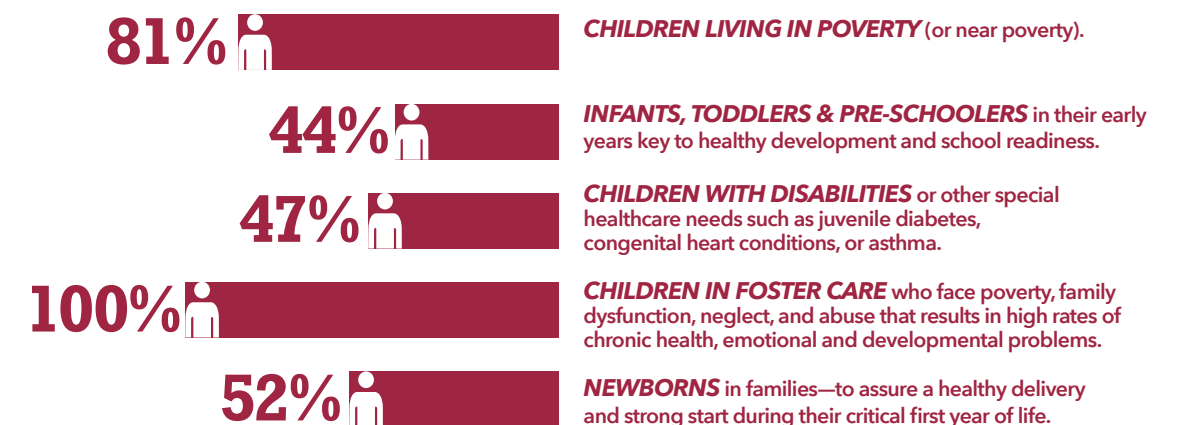 81%
CHILDREN LIVING IN POVERTY (or near poverty).
44%
INFANTS, TODDLERS & PRE-SCHOOLERS in their early
years key to healthy development and school readiness.
47%
CHILDREN WITH DISABILITIES or other special
healthcare needs such as juvenile diabetes,
congenital heart conditions, or asthma.
100%
CHILDREN IN FOSTER CARE who face poverty, family
dysfunction, neglect, and abuse that results in high rates of
chronic health, emotional and developmental problems.
52%
NEWBORNS in families—to assure a healthy delivery
and strong start during their critical first year of life.